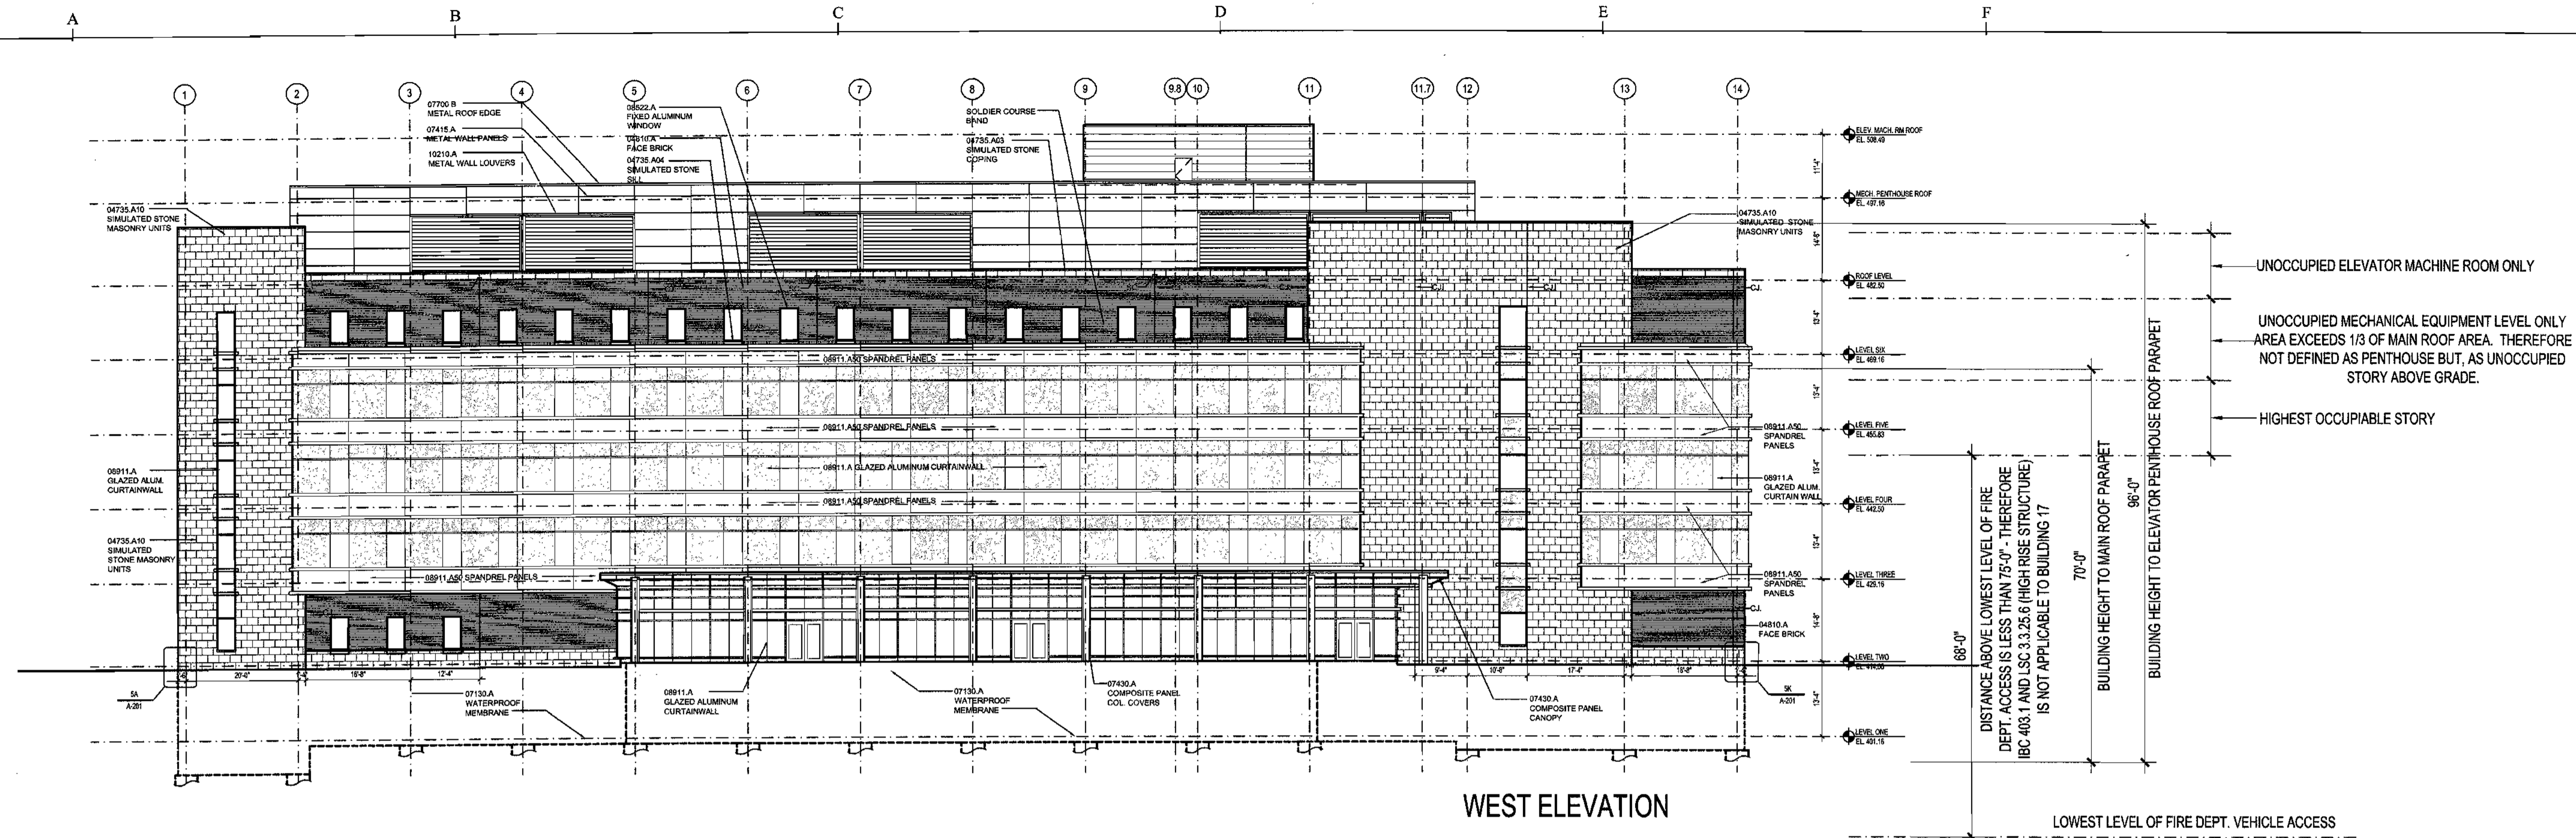 A B C D E F
1 2 3 4 5 6 7 8 9 9.8 10 11 11.7 12 13 14
07700 B
METAL ROOF EDGE
07415.A
METAL WALL PANELS
10210.A
METAL WALL LOUVERS
08522.A
FIXED ALUMINUM
WINDOW
04810.A
FACE BRICK
04735.A04
SIMULATED STONE
SILL
SOLDIER COURSE
BAND
04735.A03
SIMULATED STONE
COPING
04735.A10
SIMULATED STONE
MASONRY UNITS
04735.A10
SIMULATED STONE
MASONRY UNITS
C.J.
C.J.
C.J.
C.J.
08911.A50 SPANDREL PANELS
08911.A50 SPANDREL PANELS
08911.A GLAZED ALUMINUM CURTAINWALL
08911.A50 SPANDREL PANELS
08911.A50 SPANDREL PANELS
08911.A
GLAZED ALUM.
CURTAINWALL
04735.A10
SIMULATED
STONE MASONRY
UNITS
08911.A50
SPANDREL
PANELS
08911.A
GLAZED ALUM.
CURTAIN WALL
08911.A50
SPANDREL
PANELS
CJ.
04810.A
FACE BRICK
ELEV. MACH. RM ROOF
EL. 508.49
11'-4"
MECH. PENTHOUSE ROOF
EL. 497.16
14'-8"
ROOF LEVEL
EL. 482.50
13'-4"
LEVEL SIX
EL. 469.16
13'-4"
LEVEL FIVE
EL. 455.83
13'-4"
LEVEL FOUR
EL. 442.50
13'-4"
LEVEL THREE
EL. 429.16
14'-8"
LEVEL TWO
13'-4"
LEVEL ONE
EL. 401.16
20'-0"
18'-8"
12'-4"
9'-4"
10'-8"
17'-4"
18'-8"
5A
A-201
5K
A-201
07130.A
WATERPROOF
MEMBRANE
08911.A
GLAZED ALUMINUM
CURTAINWALL
07130.A
WATERPROOF
MEMBRANE
07430.A
COMPOSITE PANEL
COL. COVERS
07430.A
COMPOSITE PANEL
CANOPY
UNOCCUPIED ELEVATOR MACHINE ROOM ONLY
UNOCCUPIED MECHANICAL EQUIPMENT LEVEL ONLY
AREA EXCEEDS 1/3 OF MAIN ROOF AREA. THEREFORE
NOT DEFINED AS PENTHOUSE BUT, AS UNOCCUPIED
STORY ABOVE GRADE.
HIGHEST OCCUPIABLE STORY
68'-0"
DISTANCE ABOVE LOWEST LEVEL OF FIRE
DEPT. ACCESS IS LESS THAN 75'-0" - THEREFORE
IBC 403.1 AND LSC 3.3.25.6 (HIGH RISE STRUCTURE)
IS NOT APPLICABLE TO BUILDING 17
70'-0"
BUILDING HEIGHT TO MAIN ROOF PARAPET
96'-0"
BUILDING HEIGHT TO ELEVATOR PENTHOUSE ROOF PARAPET
WEST ELEVATION
LOWEST LEVEL OF FIRE DEPT. VEHICLE ACCESS